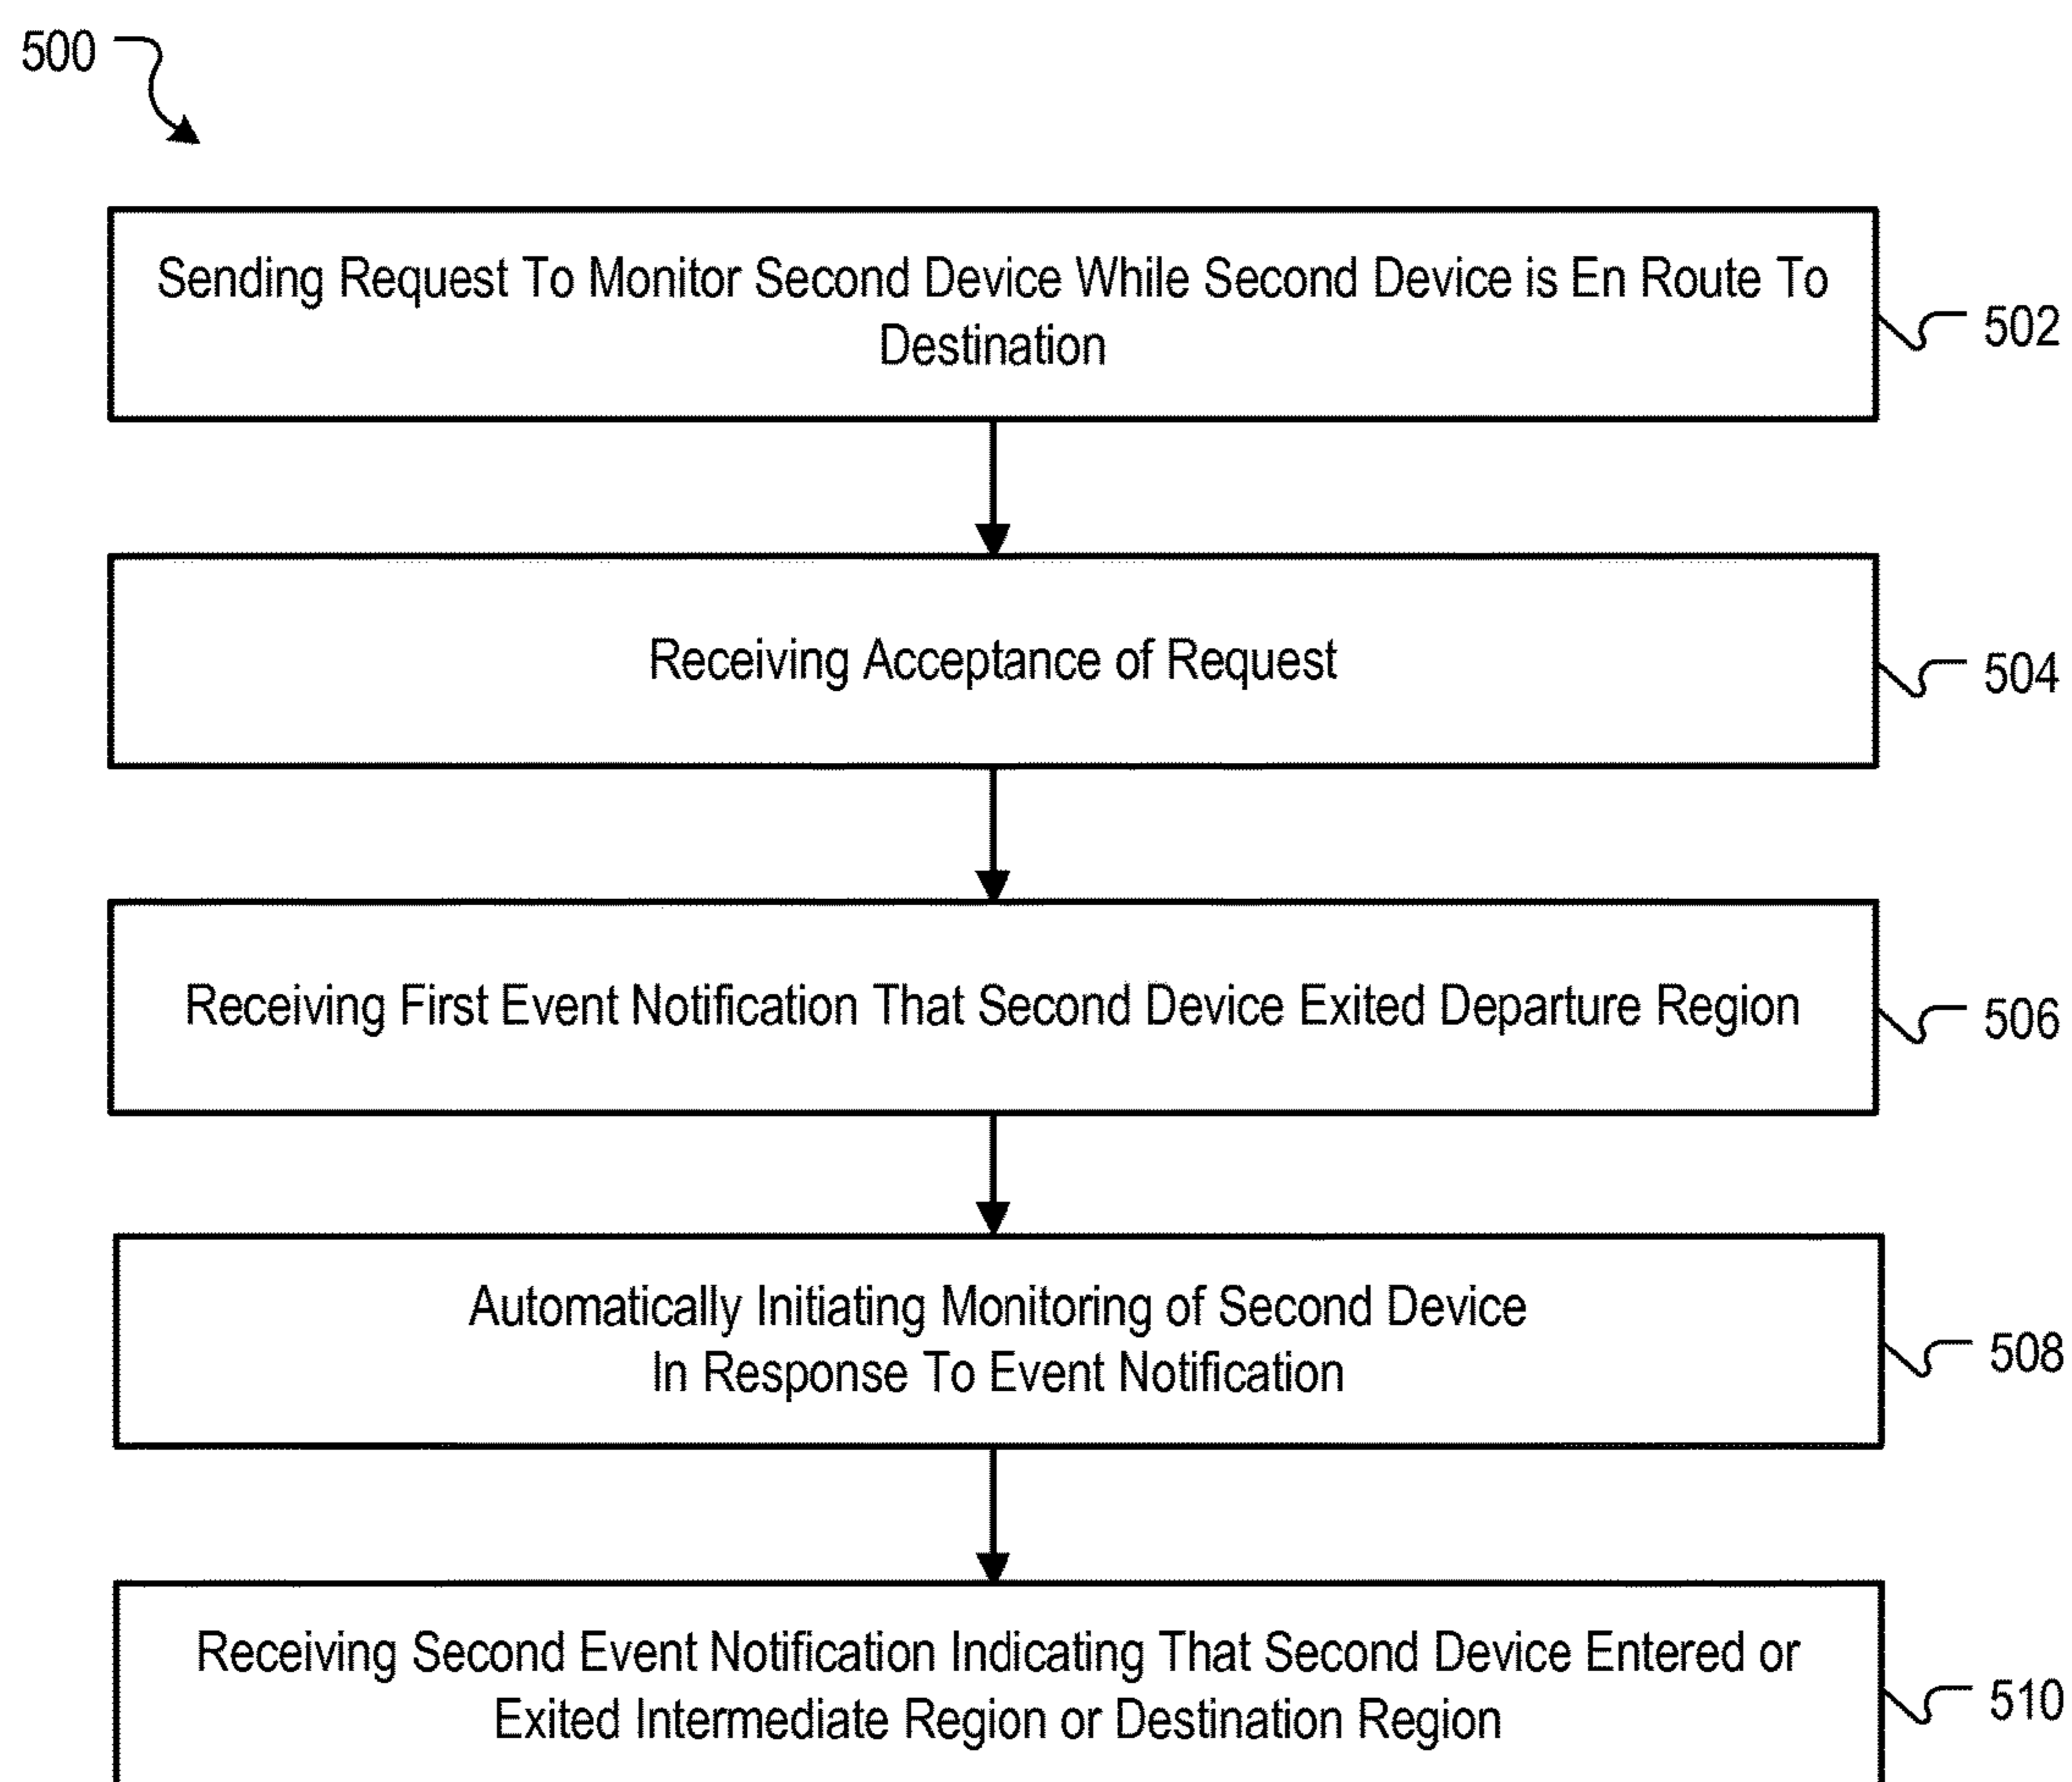 500
Sending Request To Monitor Second Device While Second Device is En Route To
Destination
502
Receiving Acceptance of Request
504
Receiving First Event Notification That Second Device Exited Departure Region
506
Automatically Initiating Monitoring of Second Device
In Response To Event Notification
508
Receiving Second Event Notification Indicating That Second Device Entered or
Exited Intermediate Region or Destination Region
510